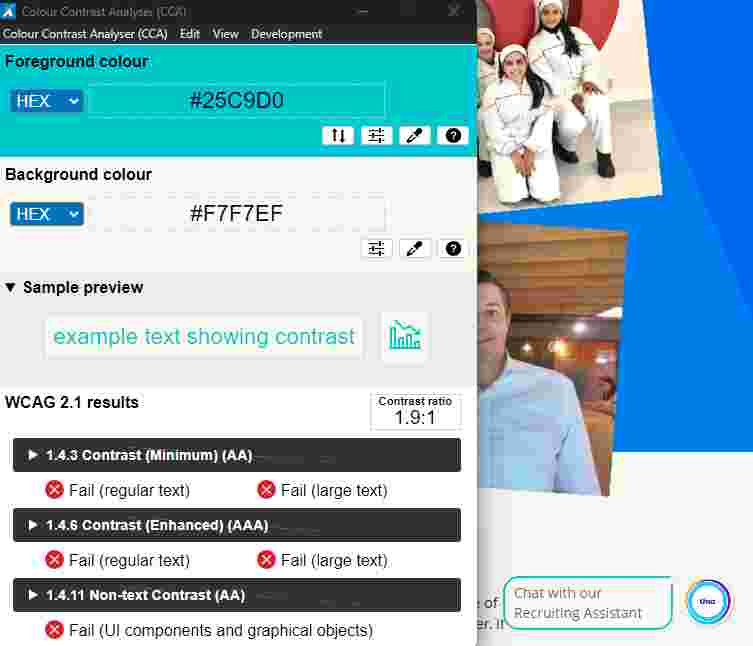 Colour Contrast Analyser (CCA)
Colour Contrast Analyser (CCA) Edit View Development
Foreground colour
HEX #25C9D0
Background colour
HEX #F7F7EF
Sample preview
example text showing contrast
WCAG 2.1 results
Contrast ratio
1.9:1
1.4.3 Contrast (Minimum) (AA)
Fail (regular text) Fail (large text)
1.4.6 Contrast (Enhanced) (AAA)
Fail (regular text) Fail (large text)
1.4.11 Non-text Contrast (AA)
Fail (UI components and graphical objects)
of
er. If
Chat with our
Recruiting Assistant